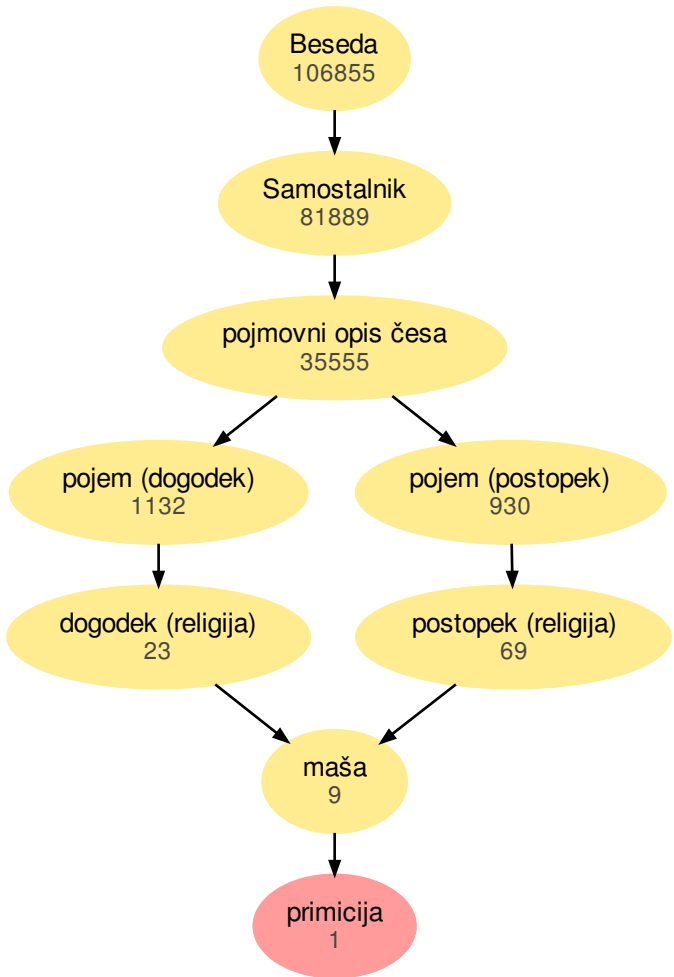 Beseda
106855
Samostalnik
81889
pojmovni opis česa
35555
pojem (dogodek)
1132
pojem (postopek)
930
dogodek (religija)
23
postopek (religija)
69
maša
9
primicija
1